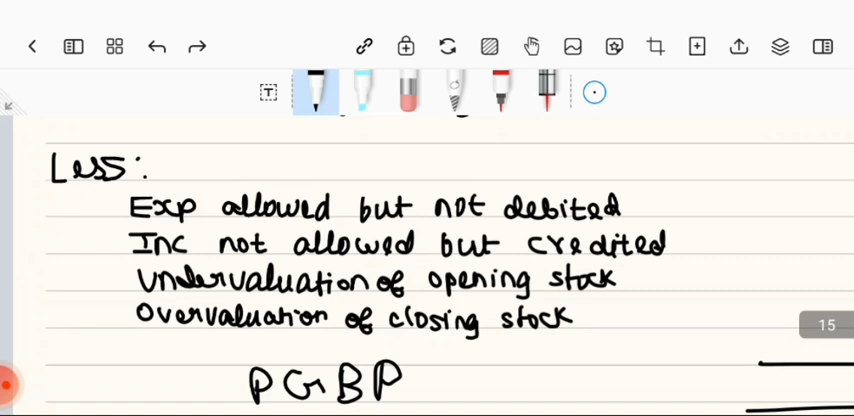 Less:
Exp allowed but not debited
Inc not allowed but credited
Undervaluation of opening stock
Overvaluation of closing stock
15
PGBP